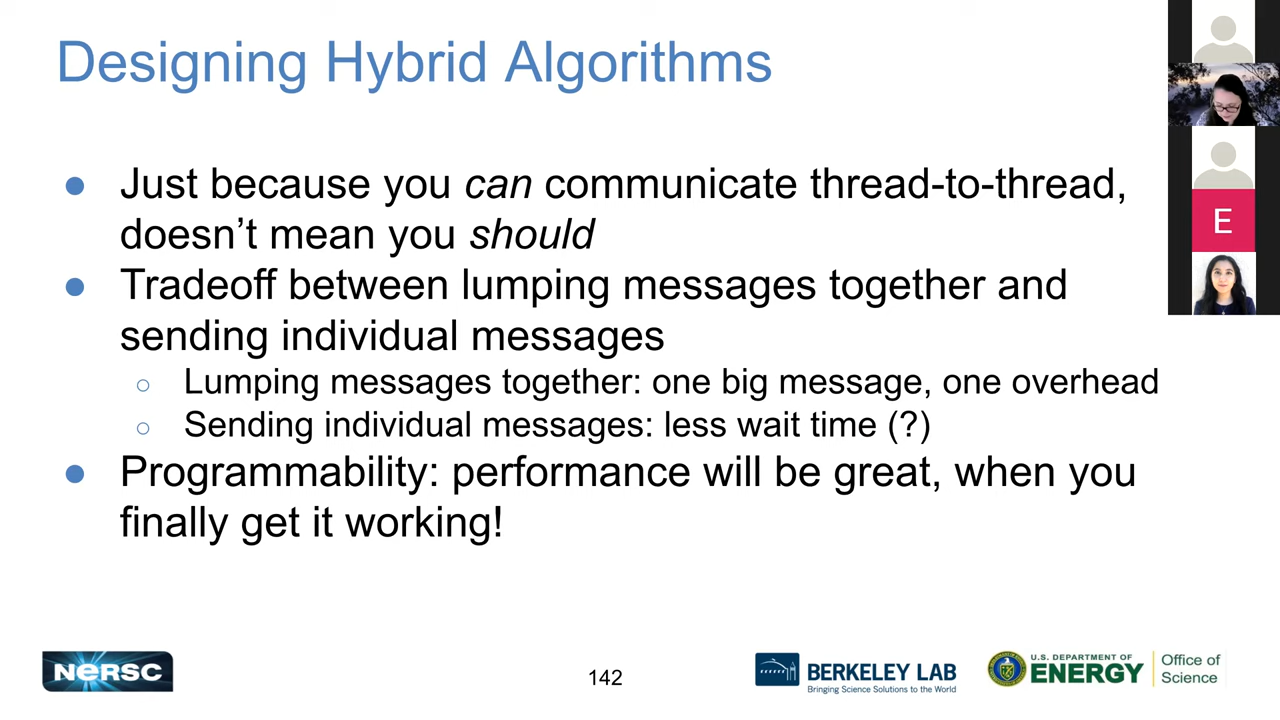 Designing Hybrid Algorithms
● Just because you can communicate thread-to-thread,
doesn’t mean you should
● Tradeoff between lumping messages together and
sending individual messages
○ Lumping messages together: one big message, one overhead
○ Sending individual messages: less wait time (?)
● Programmability: performance will be great, when you
finally get it working!
E
NERSC
142
BERKELEY LAB
Bringing Science Solutions to the World
U.S. DEPARTMENT OF
ENERGY
Office of
Science